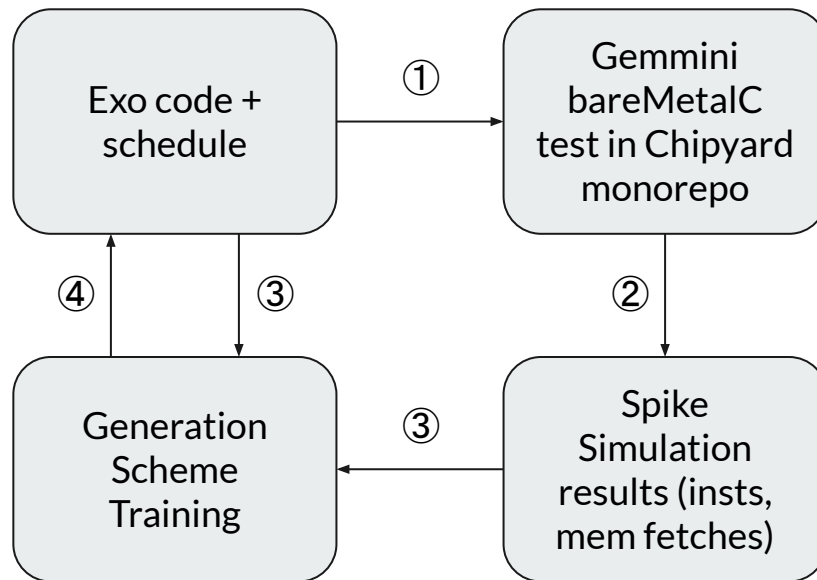 Exo code +
schedule
①
Gemmini
bareMetalC
test in Chipyard
monorepo
④
③
②
Generation
Scheme
Training
③
Spike
Simulation
results (insts,
mem fetches)